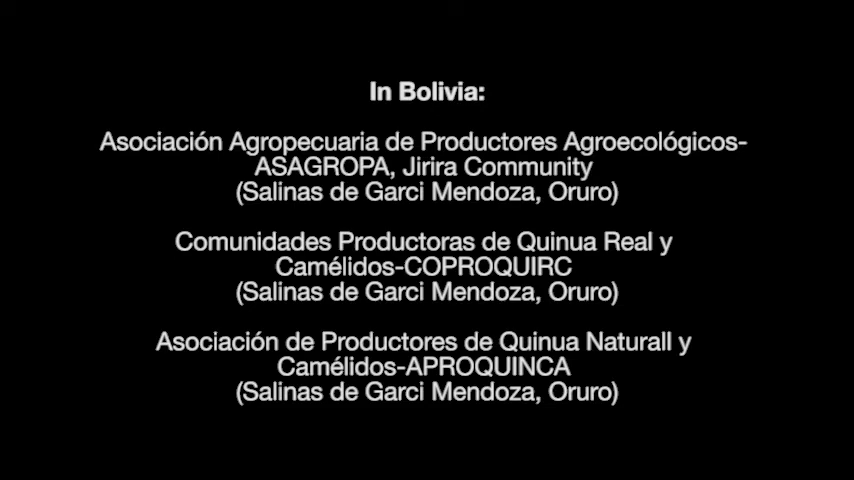 In Bolivia:
Asociación Agropecuaria de Productores Agroecológicos-
ASAGROPA, Jirira Community
(Salinas de Garci Mendoza, Oruro)
Comunidades Productoras de Quinua Real y
Camélidos-COPROQUIRC
(Salinas de Garci Mendoza, Oruro)
Asociación de Productores de Quinua Naturall y
Camélidos-APROQUINCA
(Salinas de Garci Mendoza, Oruro)